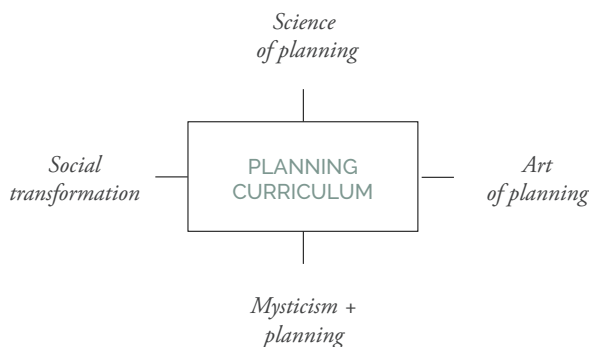 Science
of planning
Social
transformation
PLANNING
CURRICULUM
Art
of planning
Mysticism +
planning